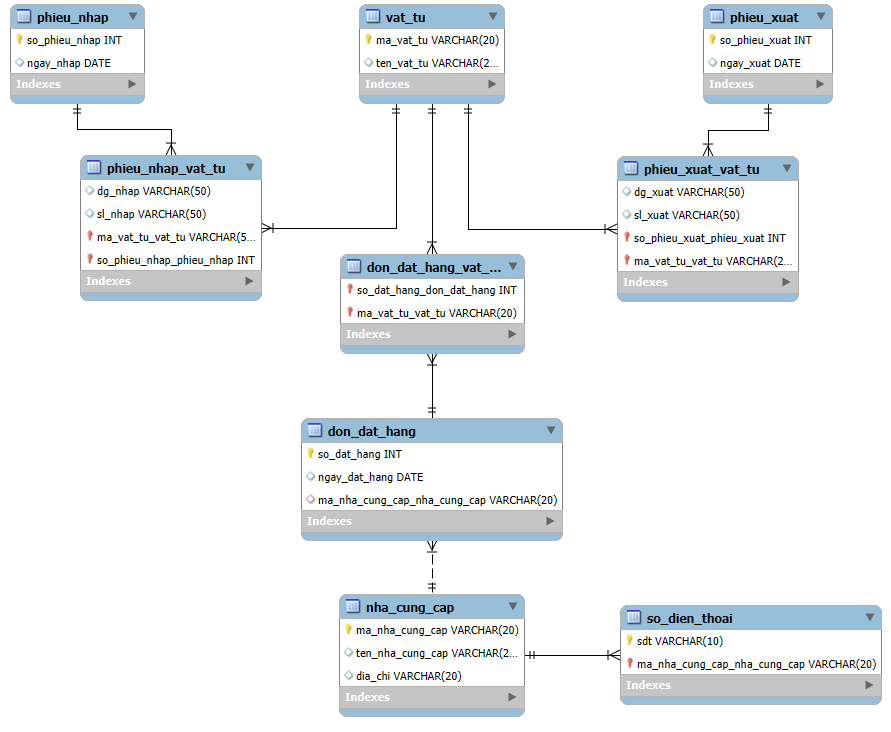 phieu_nhap
so_phieu_nhap INT
ngay_nhap DATE
Indexes
vat_tu
ma_vat_tu VARCHAR(20)
ten_vat_tu VARCHAR(2...
Indexes
phieu_xuat
so_phieu_xuat INT
ngay_xuat DATE
Indexes
phieu_nhap_vat_tu
dg_nhap VARCHAR(50)
sl_nhap VARCHAR(50)
ma_vat_tu_vat_tu VARCHAR(5...
so_phieu_nhap_phieu_nhap INT
Indexes
phieu_xuat_vat_tu
dg_xuat VARCHAR(50)
sl_xuat VARCHAR(50)
so_phieu_xuat_phieu_xuat INT
ma_vat_tu_vat_tu VARCHAR(2...
Indexes
don_dat_hang_vat_...
so_dat_hang_don_dat_hang INT
ma_vat_tu_vat_tu VARCHAR(20)
Indexes
don_dat_hang
so_dat_hang INT
ngay_dat_hang DATE
ma_nha_cung_cap_nha_cung_cap VARCHAR(20)
Indexes
nha_cung_cap
ma_nha_cung_cap VARCHAR(20)
ten_nha_cung_cap VARCHAR(2...
dia_chi VARCHAR(20)
Indexes
so_dien_thoai
sdt VARCHAR(10)
ma_nha_cung_cap_nha_cung_cap VARCHAR(20)
Indexes